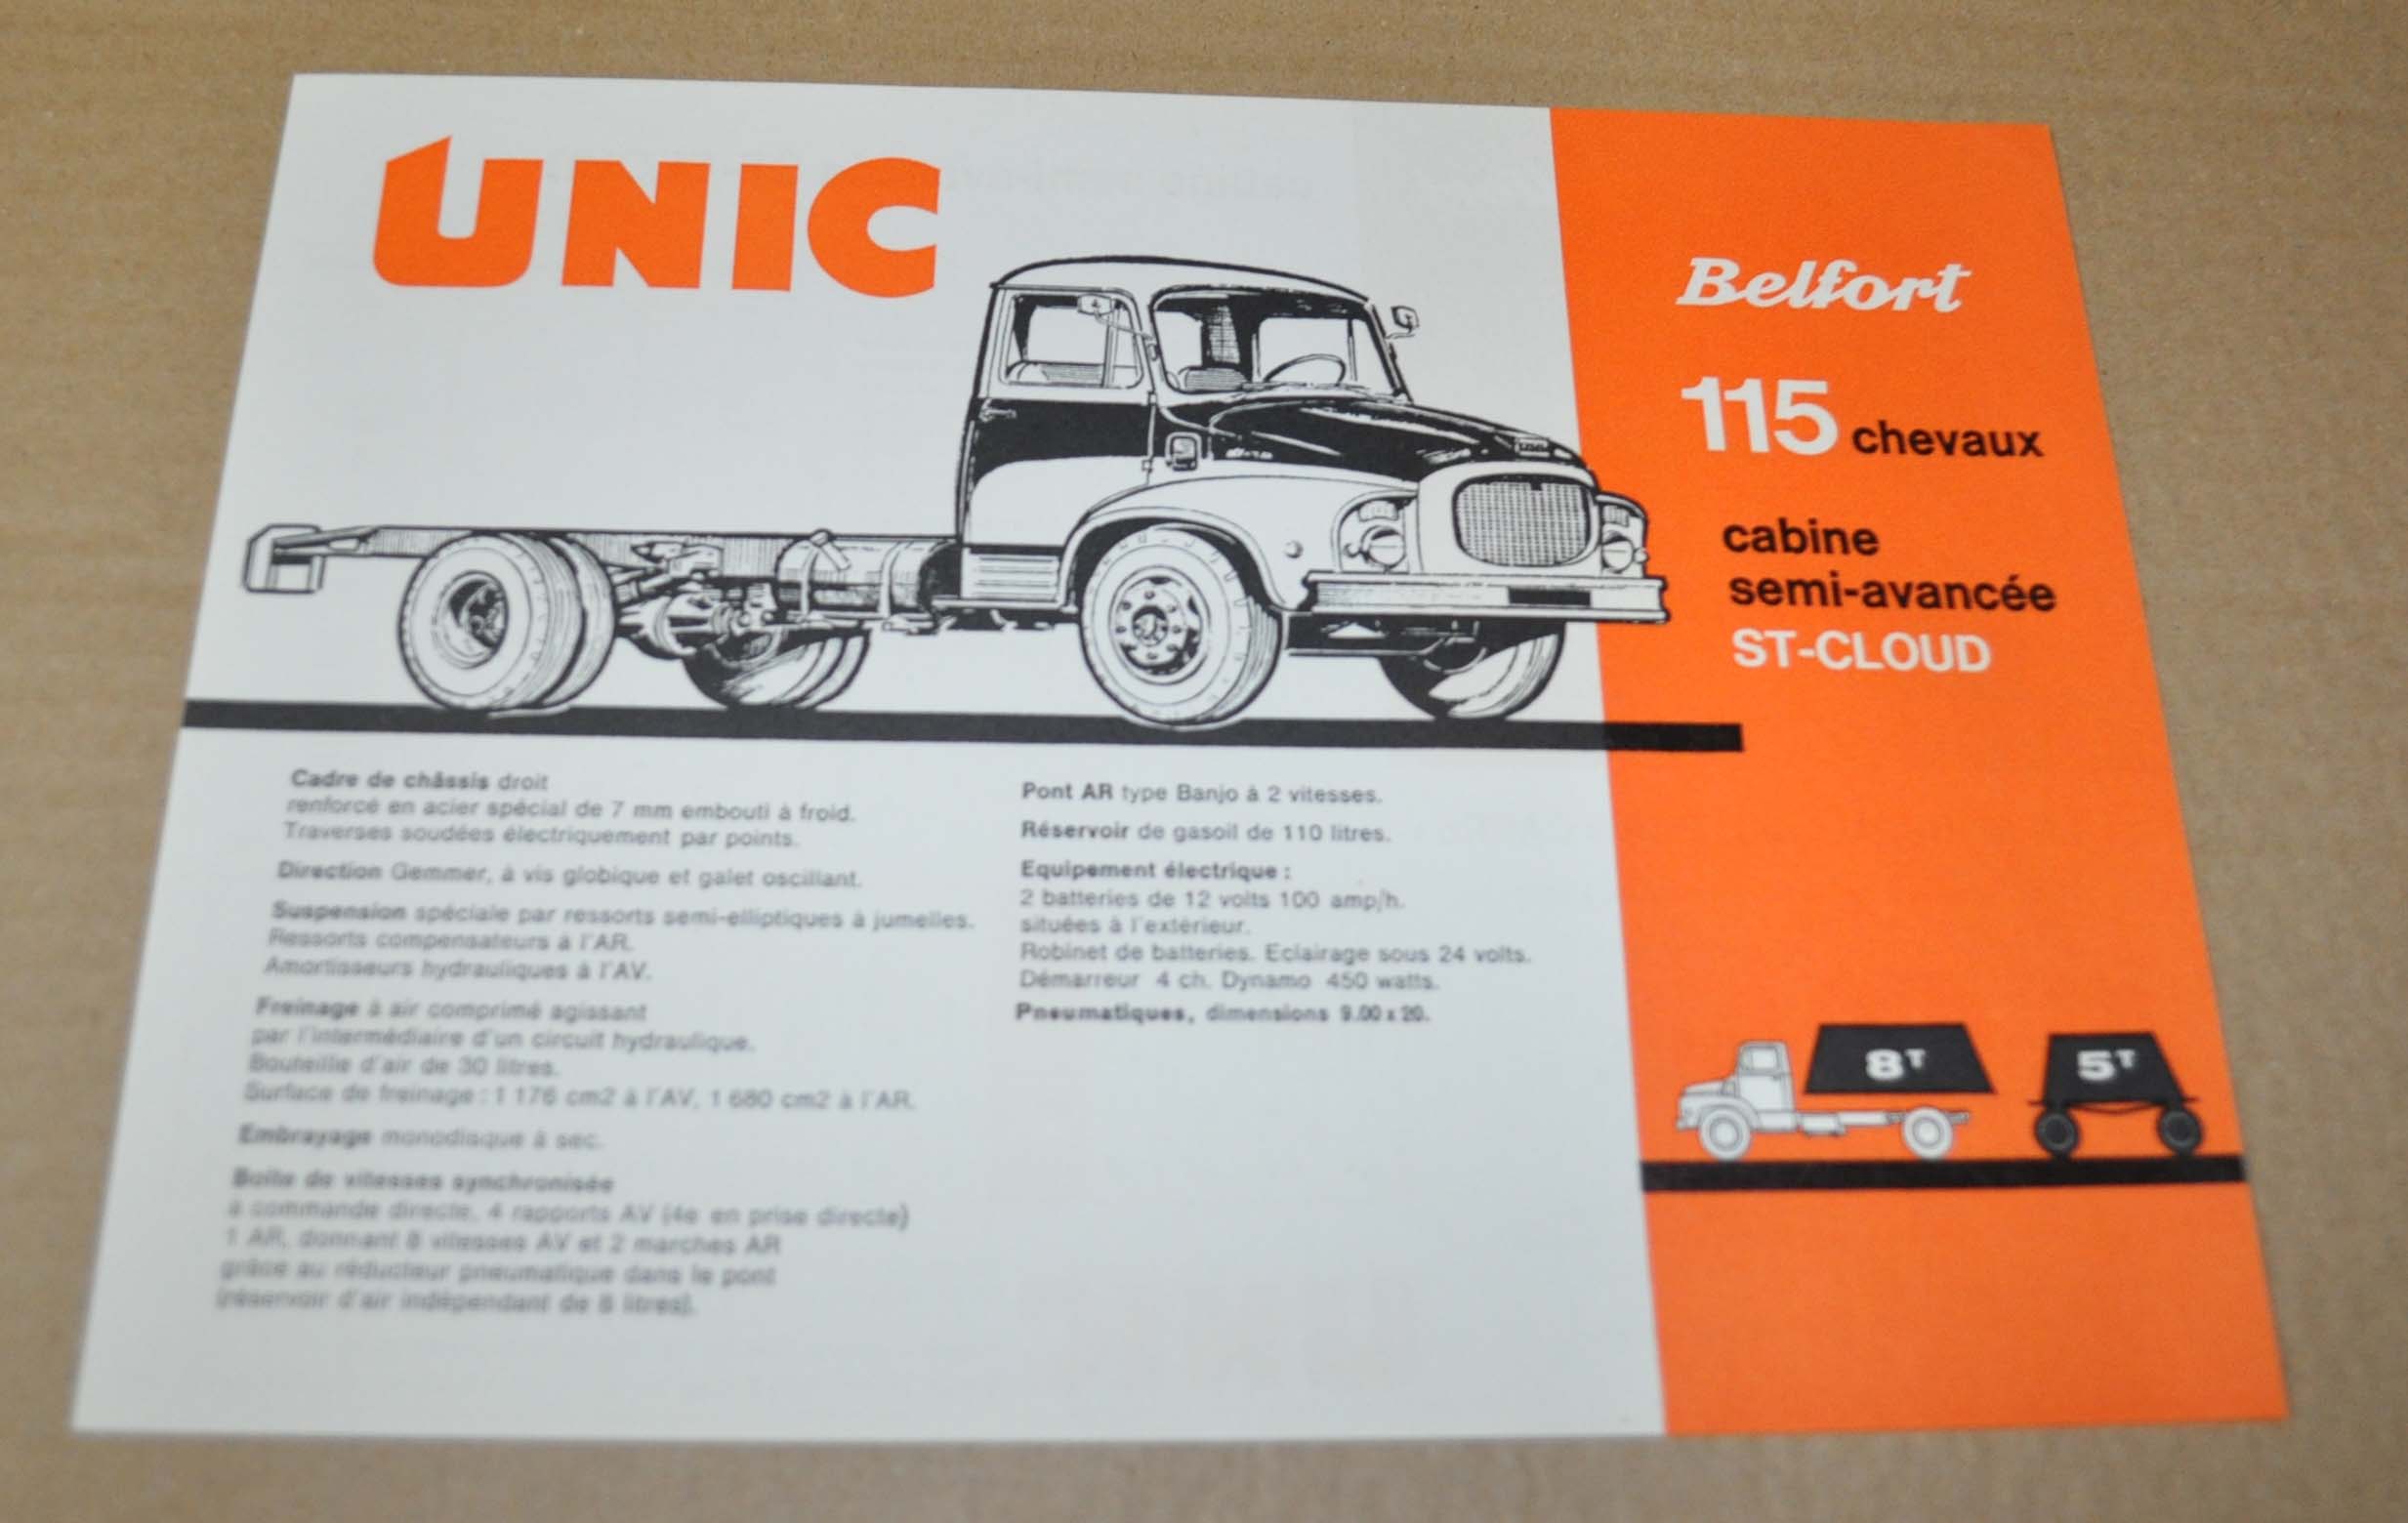 UNIC
Belfort
115 chevaux
cabine
semi-avancée
ST-CLOUD
Cadre de châssis droit
renforcé en acier spécial de 7 mm embouti à froid.
Traverses soudées électriquement par points.
Direction Gemmer, à vis globique et galet oscillant.
Suspension spéciale par ressorts semi-elliptiques à jumelles.
Ressorts compensateurs à l'AR.
Amortisseurs hydrauliques à l'AV.
Freinage à air comprimé agissant
par l'intermédiaire d'un circuit hydraulique.
Bouteille d'air de 30 litres.
Surface de freinage : 1 176 cm2 à l'AV, 1 680 cm2 à l'AR.
Embrayage monodisque à sec.
Boîte de vitesses synchronisée
à commande directe, 4 rapports AV (4e en prise directe)
1 AR, donnant 8 vitesses AV et 2 marches AR
grâce au réducteur pneumatique dans le pont
(réservoir d'air indépendant de 8 litres).
Pont AR type Banjo à 2 vitesses.
Réservoir de gasoil de 110 litres.
Equipement électrique :
2 batteries de 12 volts 100 amp/h.
situées à l'extérieur.
Robinet de batteries. Eclairage sous 24 volts.
Démarreur 4 ch. Dynamo 450 watts.
Pneumatiques, dimensions 9.00 x 20.
8T
5T